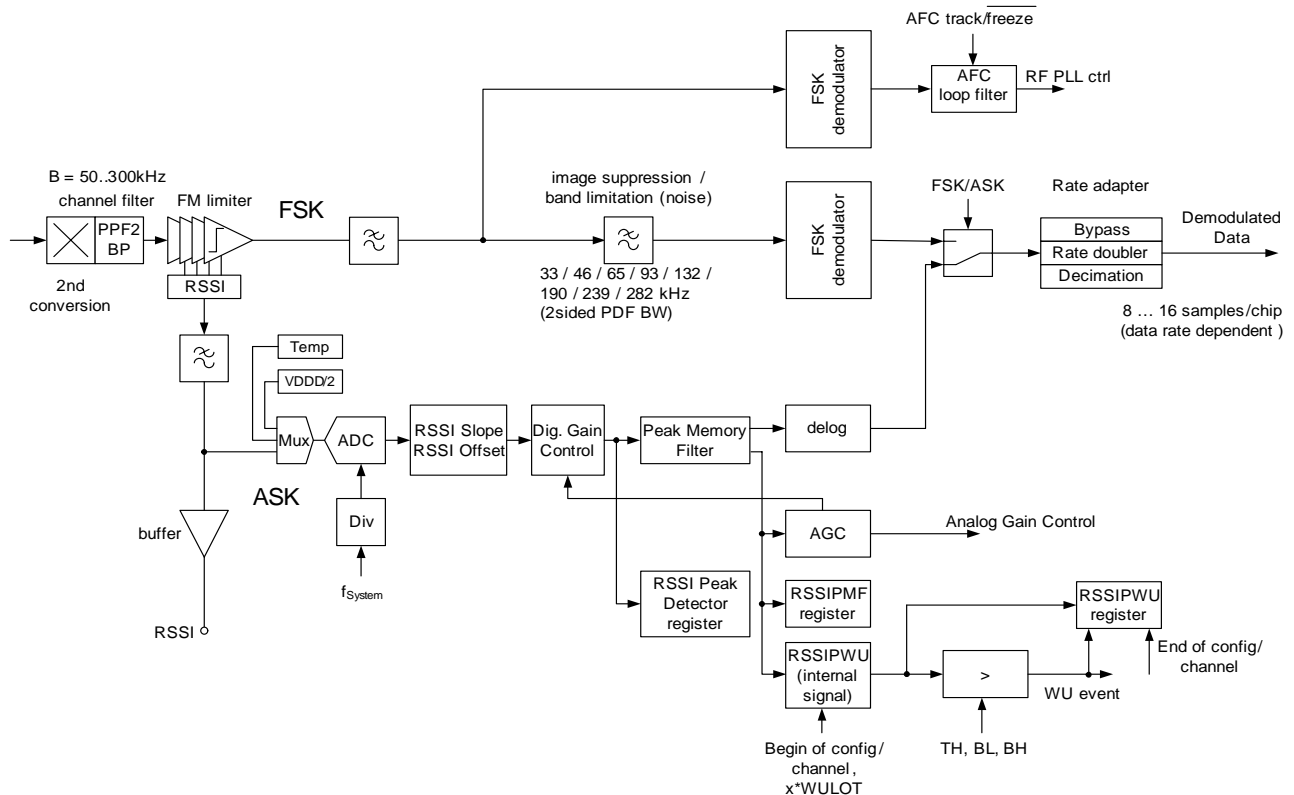 AFC track/freeze
AFC
loop filter
RF PLL ctrl
FSK
demodulator
B = 50..300kHz
channel filter
PPF2
BP
2nd
conversion
FM limiter
RSSI
FSK
image suppression /
band limitation (noise)
33 / 46 / 65 / 93 / 132 /
190 / 239 / 282 kHz
(2sided PDF BW)
FSK
demodulator
FSK/ASK
Rate adapter
Bypass
Rate doubler
Decimation
Demodulated
Data
8 ... 16 samples/chip
(data rate dependent )
Temp
VDDD/2
Mux
ADC
ASK
Div
fSystem
buffer
RSSI
RSSI Slope
RSSI Offset
Dig. Gain
Control
Peak Memory
Filter
delog
AGC
Analog Gain Control
RSSI Peak
Detector
register
RSSIPMF
register
RSSIPWU
(internal
signal)
Begin of config/
channel ,
x*WULOT
>
TH, BL, BH
WU event
RSSIPWU
register
End of config/
channel